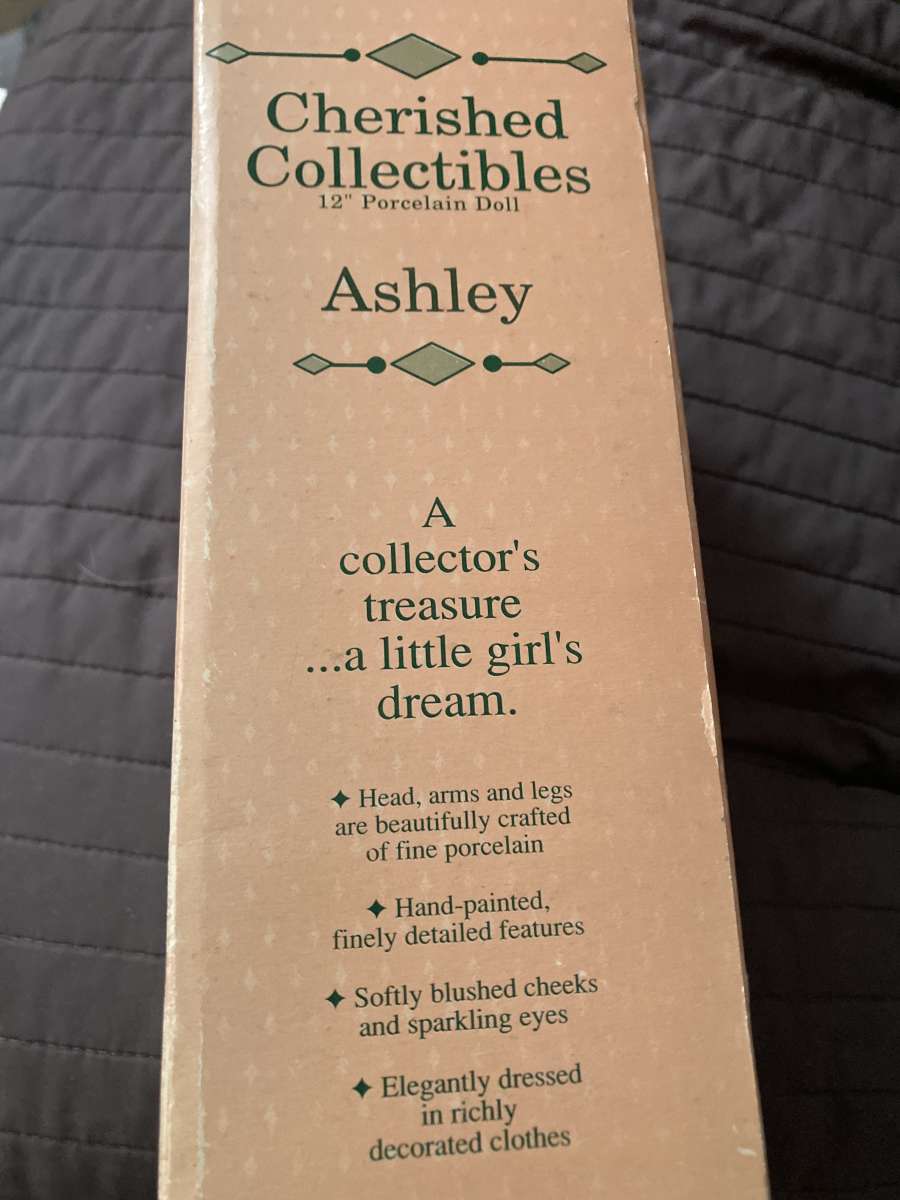 Cherished
Collectibles
12" Porcelain Doll
Ashley
A
collector's
treasure
...a little girl's
dream.
✦ Head, arms and legs
are beautifully crafted
of fine porcelain
✦ Hand-painted,
finely detailed features
✦ Softly blushed cheeks
and sparkling eyes
✦ Elegantly dressed
in richly
decorated clothes